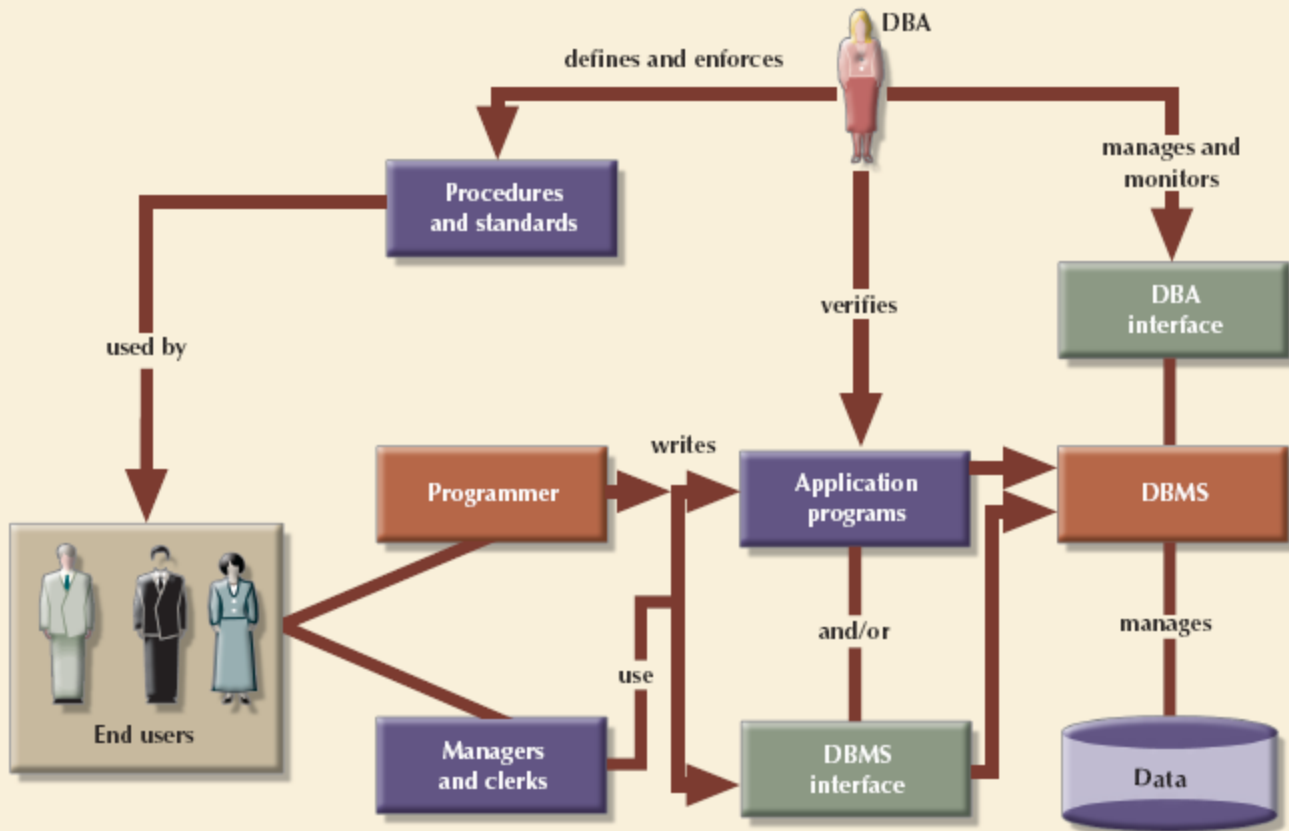 DBA
defines and enforces
manages and
monitors
Procedures
and standards
DBA
interface
verifies
used by
writes
Programmer
Application
programs
DBMS
and/or
manages
use
End users
Managers
and clerks
DBMS
interface
Data